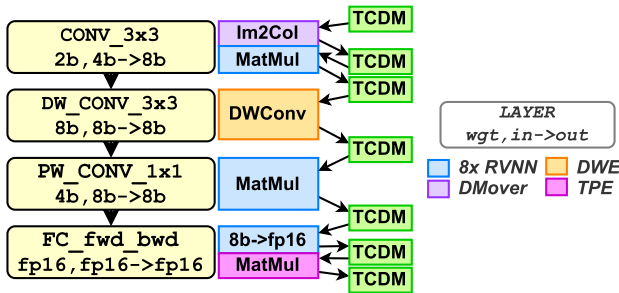 CONV_3x3
2b,4b->8b
Im2Col
MatMul
TCDM
TCDM
TCDM
DW_CONV_3x3
8b,8b->8b
DWConv
TCDM
PW_CONV_1x1
4b,8b->8b
MatMul
TCDM
FC_fwd_bwd
fp16,fp16->fp16
8b->fp16
MatMul
TCDM
TCDM
TCDM
LAYER
wgt,in->out
8x RVNN
DWE
DMover
TPE